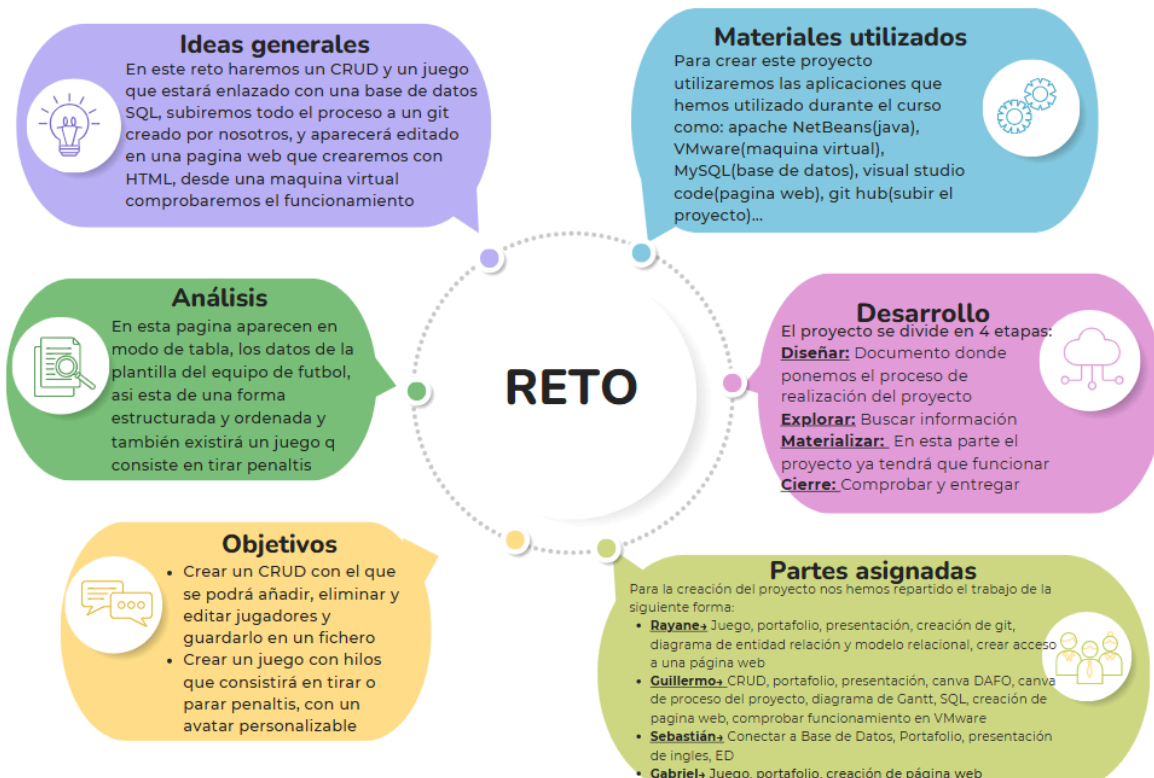 Ideas generales
En este reto haremos un CRUD y un juego
que estará enlazado con una base de datos
SQL, subiremos todo el proceso a un git
creado por nosotros, y aparecerá editado
en una pagina web que crearemos con
HTML, desde una maquina virtual
comprobaremos el funcionamiento
Materiales utilizados
Para crear este proyecto
utilizaremos las aplicaciones que
hemos utilizado durante el curso
como: apache NetBeans(java),
VMware(maquina virtual),
MySQL(base de datos), visual studio
code(pagina web), git hub(subir el
proyecto)...
Análisis
En esta pagina aparecen en
modo de tabla, los datos de la
plantilla del equipo de futbol,
asi esta de una forma
estructurada y ordenada y
también existirá un juego q
consiste en tirar penaltis
RETO
Desarrollo
El proyecto se divide en 4 etapas:
Diseñar: Documento donde
ponemos el proceso de
realización del proyecto
Explorar: Buscar información
Materializar: En esta parte el
proyecto ya tendrá que funcionar
Cierre: Comprobar y entregar
Objetivos
• Crear un CRUD con el que
se podrá añadir, eliminar y
editar jugadores y
guardarlo en un fichero
• Crear un juego con hilos
que consistirá en tirar o
parar penaltis, con un
avatar personalizable
Partes asignadas
Para la creación del proyecto nos hemos repartido el trabajo de la
siguiente forma:
• Rayane→ Juego, portafolio, presentación, creación de git,
diagrama de entidad relación y modelo relacional, crear acceso
a una página web
• Guillermo→ CRUD, portafolio, presentación, canva DAFO, canva
de proceso del proyecto, diagrama de Gantt, SQL, creación de
pagina web, comprobar funcionamiento en VMware
• Sebastián→ Conectar a Base de Datos, Portafolio, presentación
de ingles, ED
• Gabriel→ Juego, portafolio, creación de página web